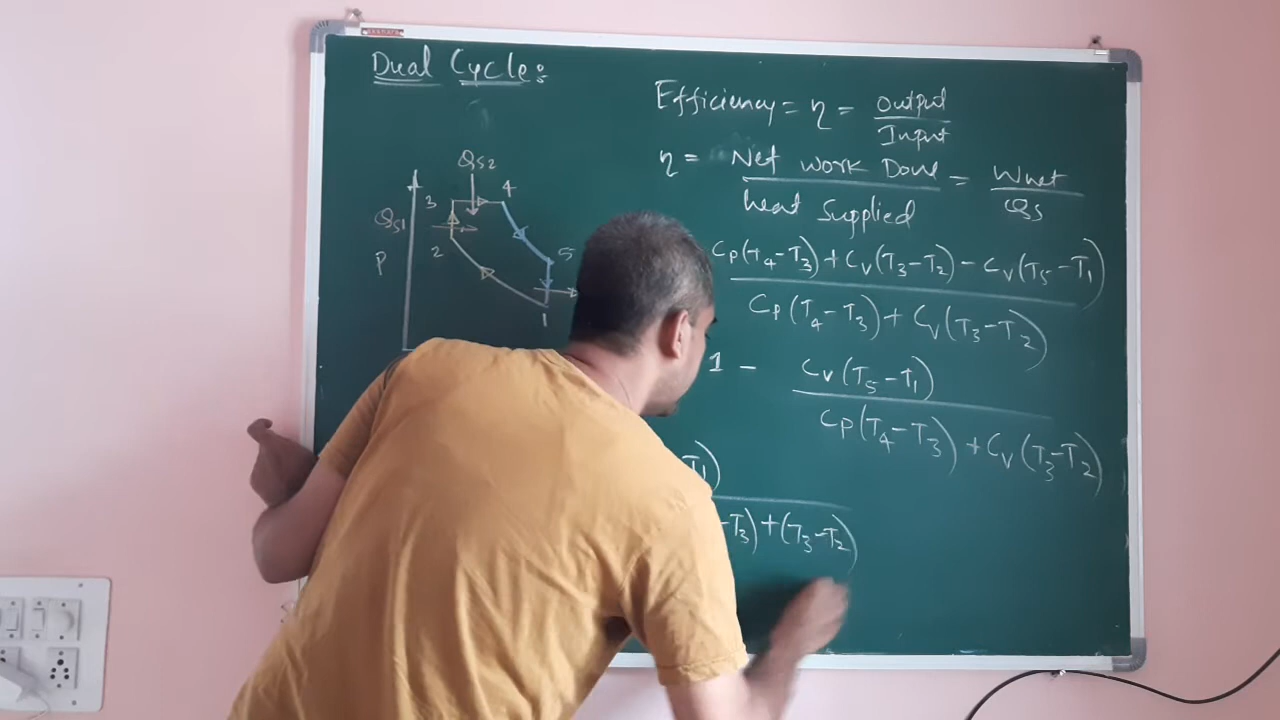 Dual Cycle:
Efficiency = η = Output
Input
η = Net work Done = Wnet
heat Supplied Qs
QS2
3 4
QS1
P 2 5
1
Cp(T4-T3)+Cv(T3-T2)-Cv(T5-T1)
Cp(T4-T3)+Cv(T3-T2)
1 - Cv(T5-T1)
Cp(T4-T3)+Cv(T3-T2)
T1)
-T3)+(T3-T2)